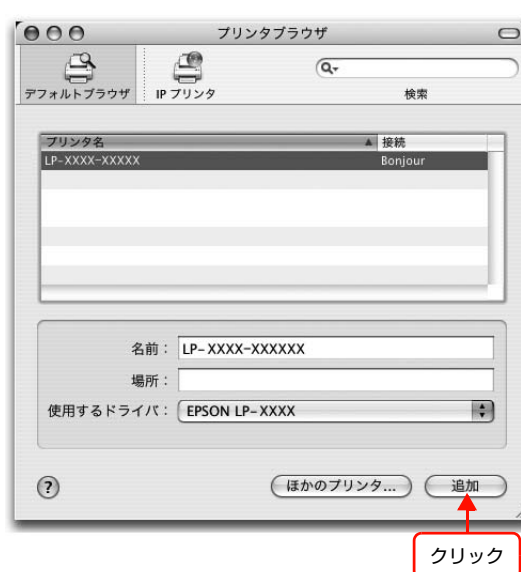 プリンタブラウザ
デフォルトブラウザ IP プリンタ 検索
プリンタ名 接続
LP-XXXX-XXXXX Bonjour
名前： LP-XXXX-XXXXXX
場所：
使用するドライバ： EPSON LP-XXXX
? ほかのプリンタ... 追加
クリック